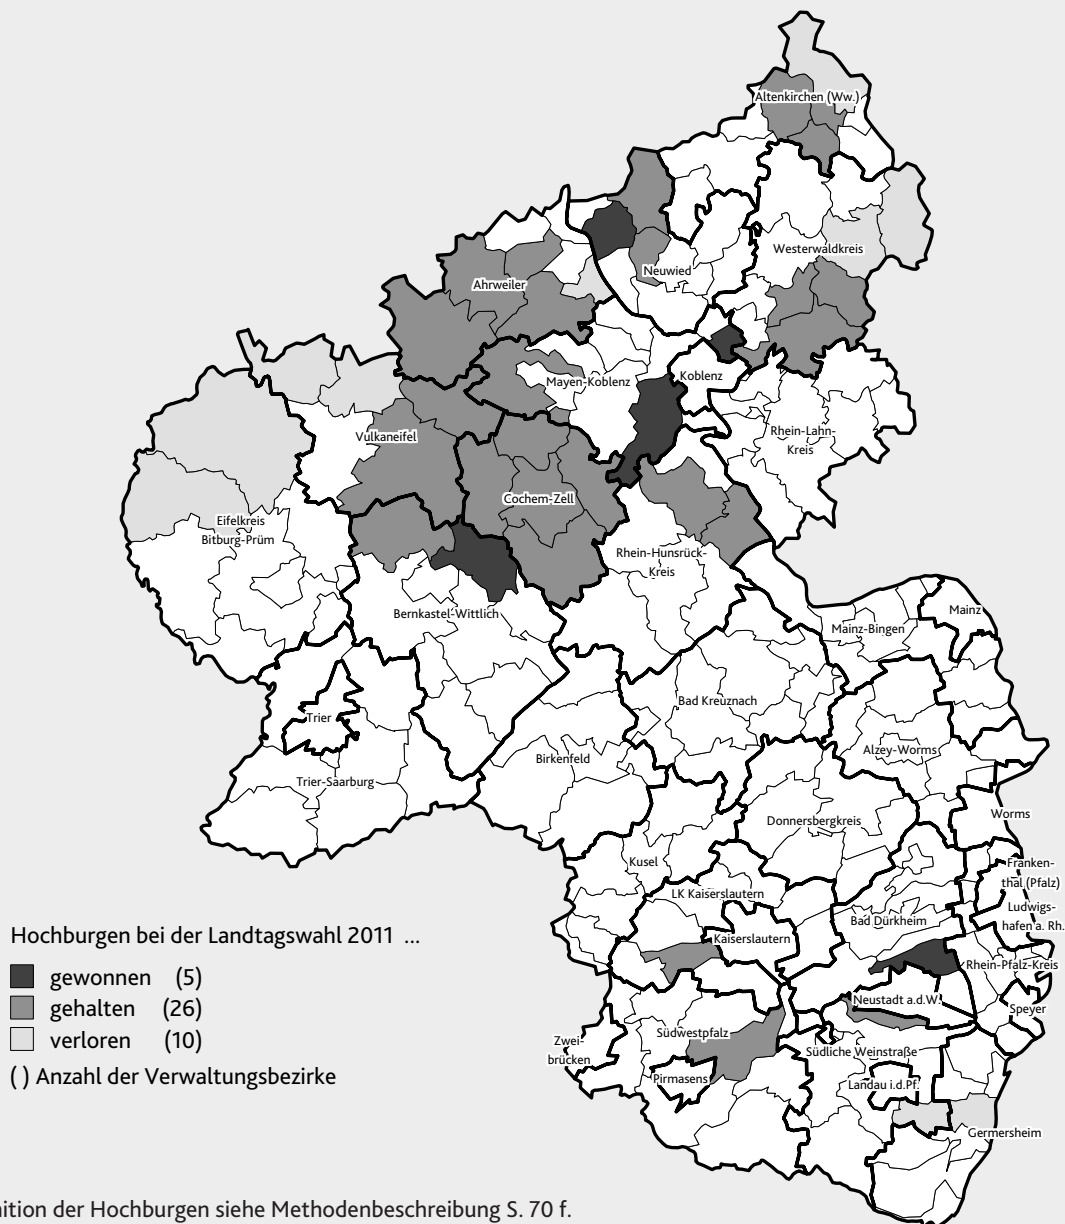 Altenkirchen (Ww.)
Westerwaldkreis
Neuwied
Ahrweiler
Mayen-Koblenz
Koblenz
Rhein-Lahn-
Kreis
Vulkaneifel
Cochem-Zell
Eifelkreis
Bitburg-Prüm
Rhein-Hunsrück-
Kreis
Bernkastel-Wittlich
Mainz
Mainz-Bingen
Bad Kreuznach
Trier
Alzey-Worms
Birkenfeld
Trier-Saarburg
Worms
Donnersbergkreis
Kusel
Franken-
thal (Pfalz)
LK Kaiserslautern
Ludwigs-
hafen a. Rh.
Bad Dürkheim
Kaiserslautern
Rhein-Pfalz-Kreis
Neustadt a.d.W.
Speyer
Südwestpfalz
Zwei-
brücken
Südliche Weinstraße
Pirmasens
Landau i.d.Pf.
Germersheim
Hochburgen bei der Landtagswahl 2011 ...
gewonnen (5)
gehalten (26)
verloren (10)
( ) Anzahl der Verwaltungsbezirke
nition der Hochburgen siehe Methodenbeschreibung S. 70 f.